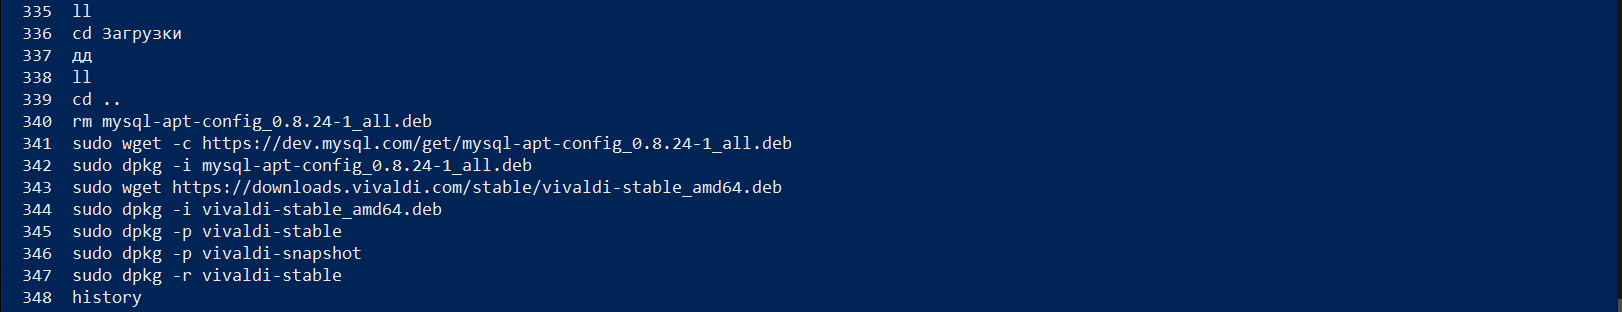 335 ll
336 cd Загрузки
337 дд
338 ll
339 cd ..
340 rm mysql-apt-config_0.8.24-1_all.deb
341 sudo wget -c https://dev.mysql.com/get/mysql-apt-config_0.8.24-1_all.deb
342 sudo dpkg -i mysql-apt-config_0.8.24-1_all.deb
343 sudo wget https://downloads.vivaldi.com/stable/vivaldi-stable_amd64.deb
344 sudo dpkg -i vivaldi-stable_amd64.deb
345 sudo dpkg -p vivaldi-stable
346 sudo dpkg -p vivaldi-snapshot
347 sudo dpkg -r vivaldi-stable
348 history